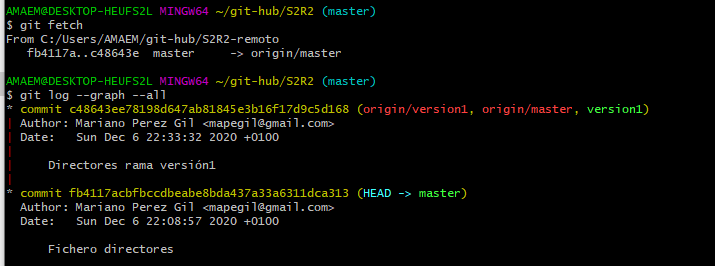 AMAEM@DESKTOP-HEUFS2L MINGW64 ~/git-hub/S2R2 (master)
$ git fetch
From C:/Users/AMAEM/git-hub/S2R2-remoto
   fb4117a..c48643e  master     -> origin/master

AMAEM@DESKTOP-HEUFS2L MINGW64 ~/git-hub/S2R2 (master)
$ git log --graph --all
* commit c48643ee78198d647ab81845e3b16f17d9c5d168 (origin/version1, origin/master, version1)
| Author: Mariano Perez Gil <mapegil@gmail.com>
| Date:   Sun Dec 6 22:33:32 2020 +0100
|
|     Directores rama versión1
|
* commit fb4117acbfbccdbeabe8bda437a33a6311dca313 (HEAD -> master)
  Author: Mariano Perez Gil <mapegil@gmail.com>
  Date:   Sun Dec 6 22:08:57 2020 +0100

      Fichero directores